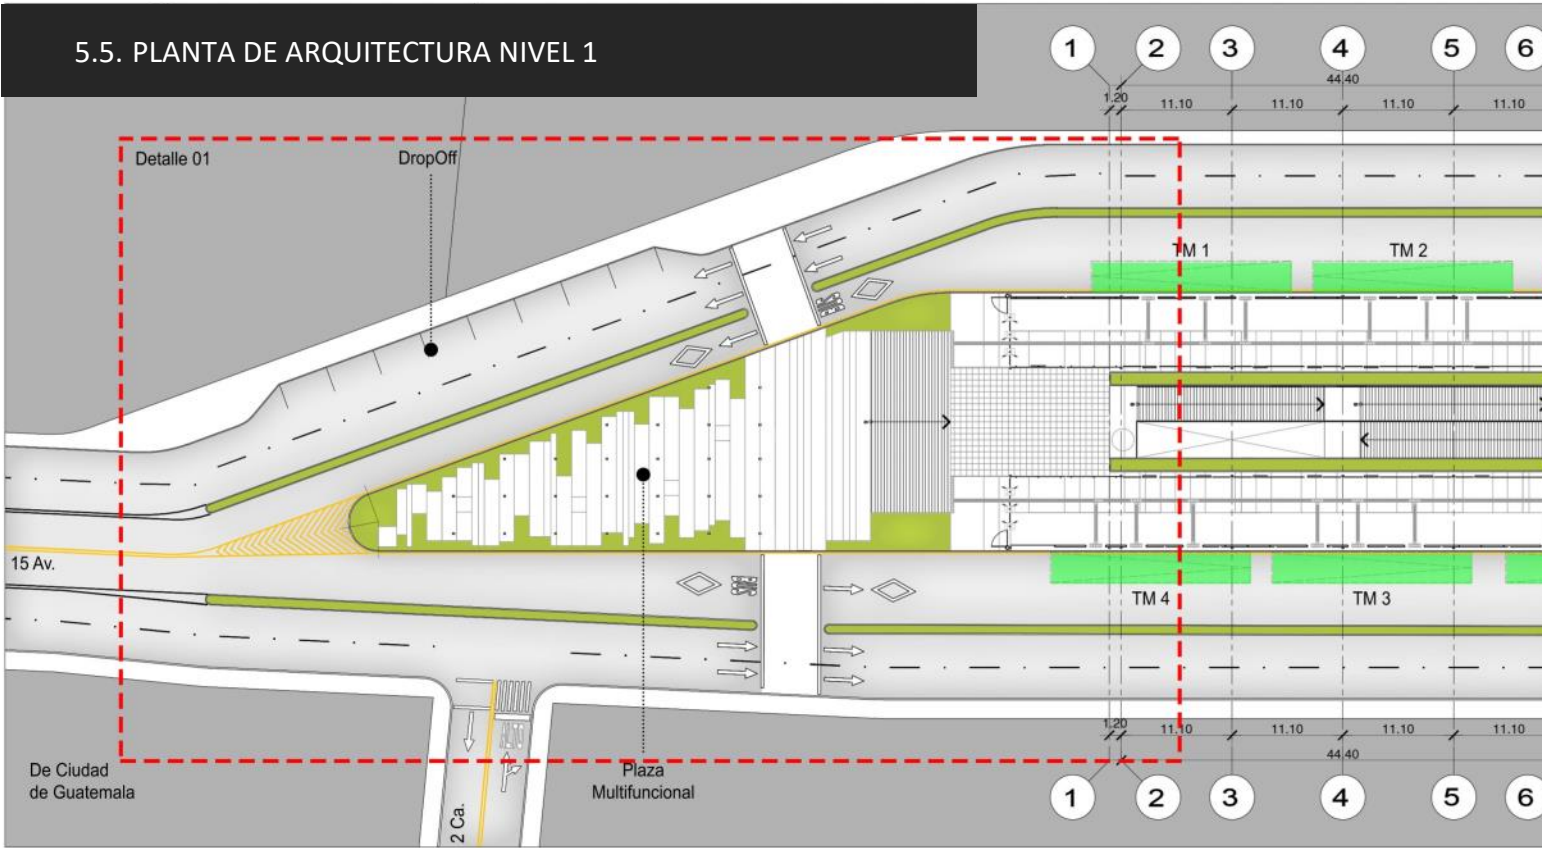 5.5. PLANTA DE ARQUITECTURA NIVEL 1
1 2 3 4 5 6
44.40
1.20 11.10 11.10 11.10 11.10
Detalle 01
DropOff
TM 1
TM 2
15 Av.
TM 4
TM 3
1.20 11.10 11.10 11.10 11.10
44.40
De Ciudad
de Guatemala
2 Ca.
Plaza
Multifuncional
1 2 3 4 5 6